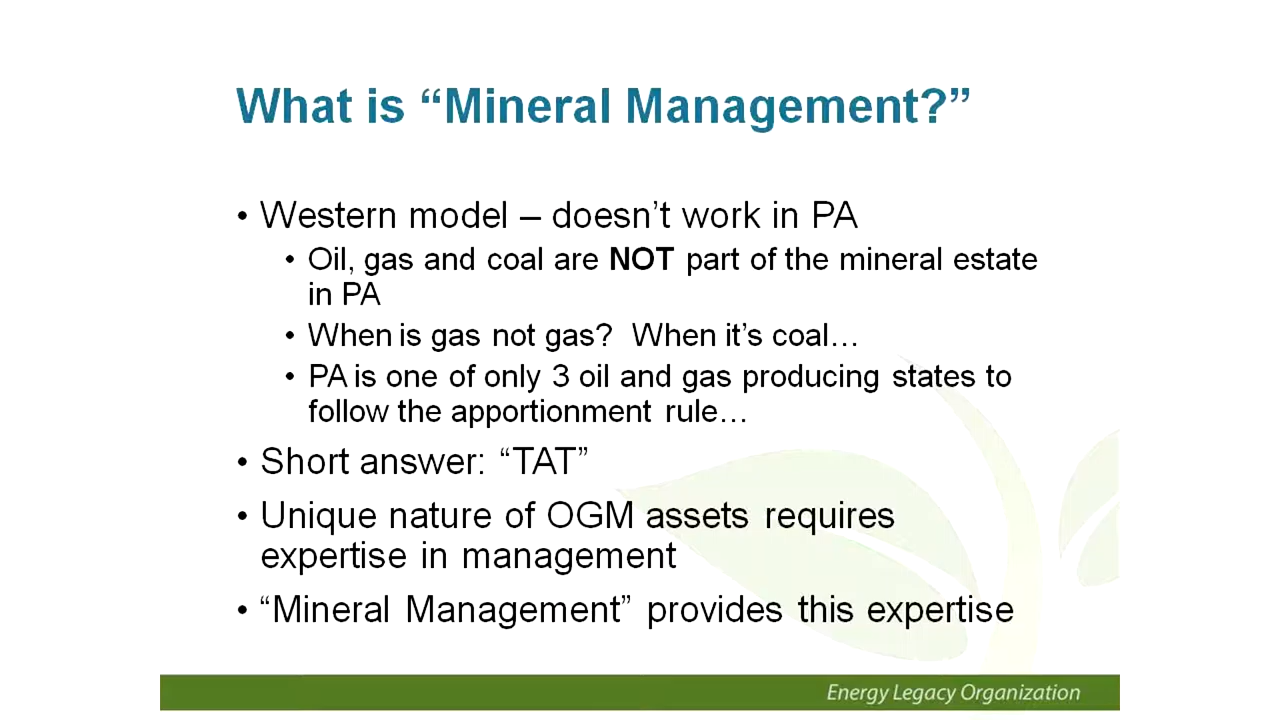 What is “Mineral Management?”
• Western model – doesn’t work in PA
• Oil, gas and coal are NOT part of the mineral estate
in PA
• When is gas not gas?  When it’s coal…
• PA is one of only 3 oil and gas producing states to
follow the apportionment rule…
• Short answer: “TAT”
• Unique nature of OGM assets requires
expertise in management
• “Mineral Management” provides this expertise
Energy Legacy Organization